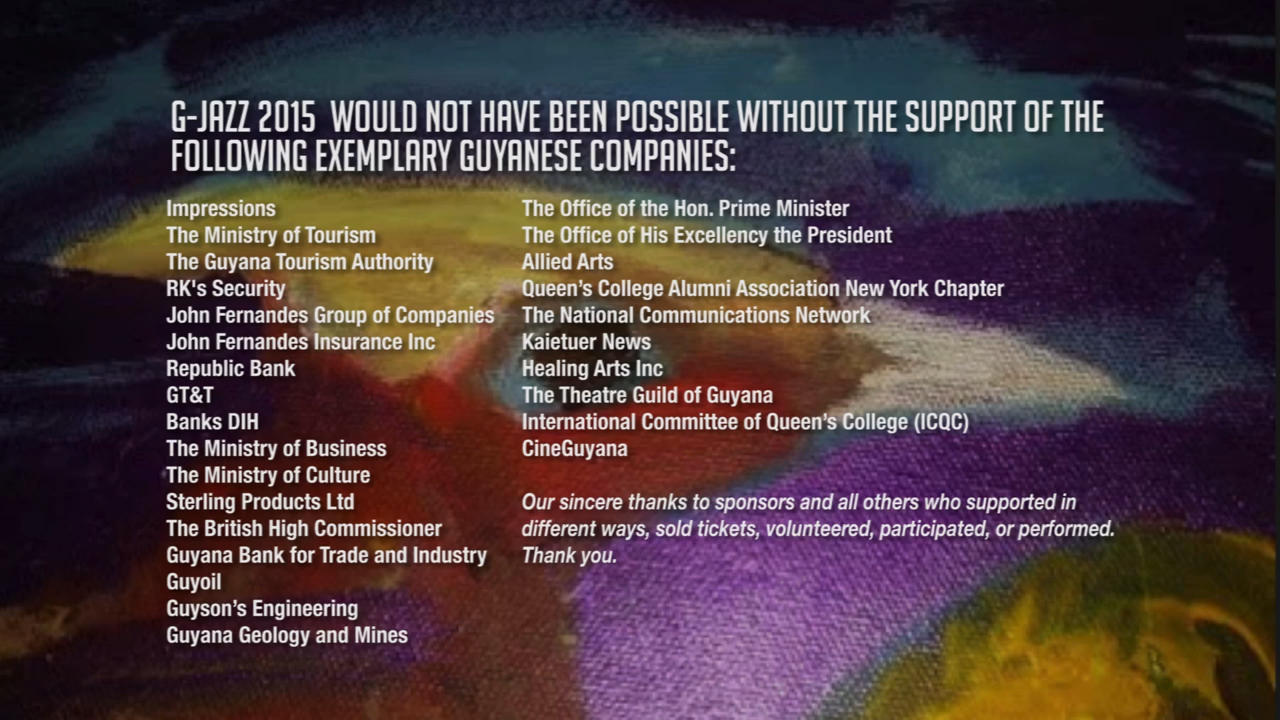 G-JAZZ 2015 WOULD NOT HAVE BEEN POSSIBLE WITHOUT THE SUPPORT OF THE
FOLLOWING EXEMPLARY GUYANESE COMPANIES:
Impressions
The Ministry of Tourism
The Guyana Tourism Authority
RK's Security
John Fernandes Group of Companies
John Fernandes Insurance Inc
Republic Bank
GT&T
Banks DIH
The Ministry of Business
The Ministry of Culture
Sterling Products Ltd
The British High Commissioner
Guyana Bank for Trade and Industry
Guyoil
Guyson’s Engineering
Guyana Geology and Mines
The Office of the Hon. Prime Minister
The Office of His Excellency the President
Allied Arts
Queen’s College Alumni Association New York Chapter
The National Communications Network
Kaietuer News
Healing Arts Inc
The Theatre Guild of Guyana
International Committee of Queen’s College (ICQC)
CineGuyana
Our sincere thanks to sponsors and all others who supported in
different ways, sold tickets, volunteered, participated, or performed.
Thank you.